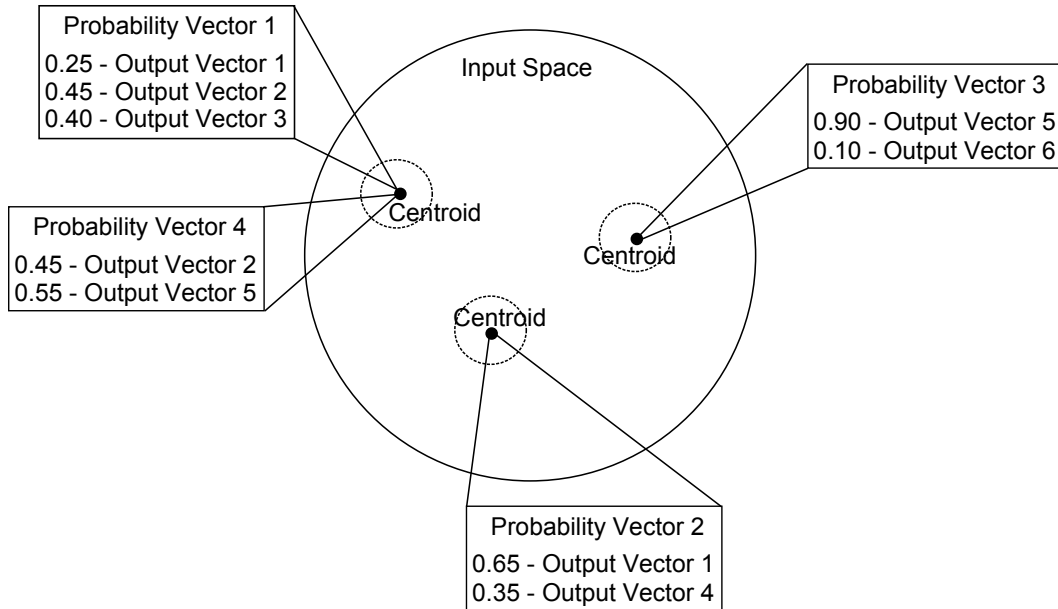 Probability Vector 1
0.25 - Output Vector 1
0.45 - Output Vector 2
0.40 - Output Vector 3
Input Space
Probability Vector 3
0.90 - Output Vector 5
0.10 - Output Vector 6
Centroid
Probability Vector 4
0.45 - Output Vector 2
0.55 - Output Vector 5
Centroid
Centroid
Probability Vector 2
0.65 - Output Vector 1
0.35 - Output Vector 4